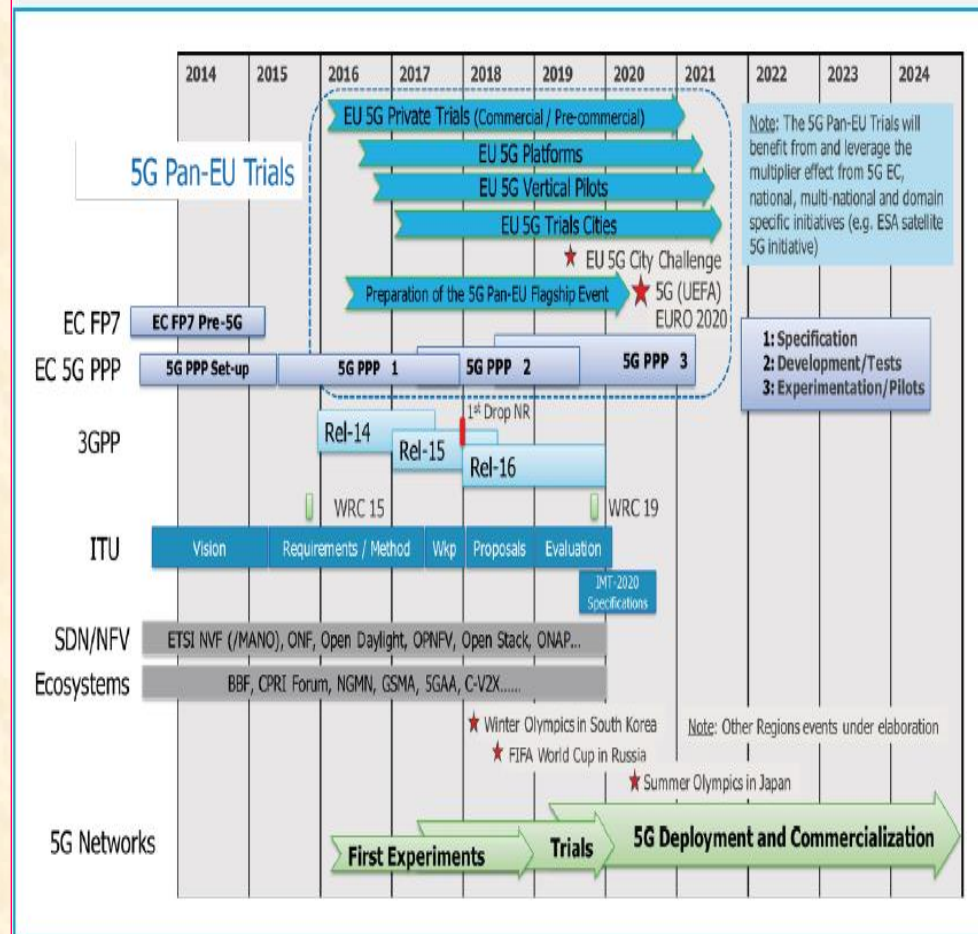 2014 2015 2016 2017 2018 2019 2020 2021 2022 2023 2024
EU 5G Private Trials (Commercial / Pre-commercial)
EU 5G Platforms
5G Pan-EU Trials
EU 5G Vertical Pilots
EU 5G Trials Cities
EU 5G City Challenge
Preparation of the 5G Pan-EU Flagship Event
5G (UEFA)
EURO 2020
Note: The 5G Pan-EU Trials will
benefit from and leverage the
multiplier effect from 5G EC,
national, multi-national and domain
specific initiatives (e.g. ESA satellite
5G initiative)
EC FP7 EC FP7 Pre-5G
EC 5G PPP 5G PPP Set-up 5G PPP 1 5G PPP 2 5G PPP 3
1: Specification
2: Development/Tests
3: Experimentation/Pilots
1st Drop NR
3GPP Rel-14
Rel-15
Rel-16
WRC 15 WRC 19
ITU Vision Requirements / Method Wkp Proposals Evaluation
IMT-2020
Specifications
SDN/NFV ETSI NVF (/MANO), ONF, Open Daylight, OPNFV, Open Stack, ONAP...
Ecosystems BBF, CPRI Forum, NGMN, GSMA, 5GAA, C-V2X......
Winter Olympics in South Korea Note: Other Regions events under elaboration
FIFA World Cup in Russia
Summer Olympics in Japan
5G Networks First Experiments Trials 5G Deployment and Commercialization